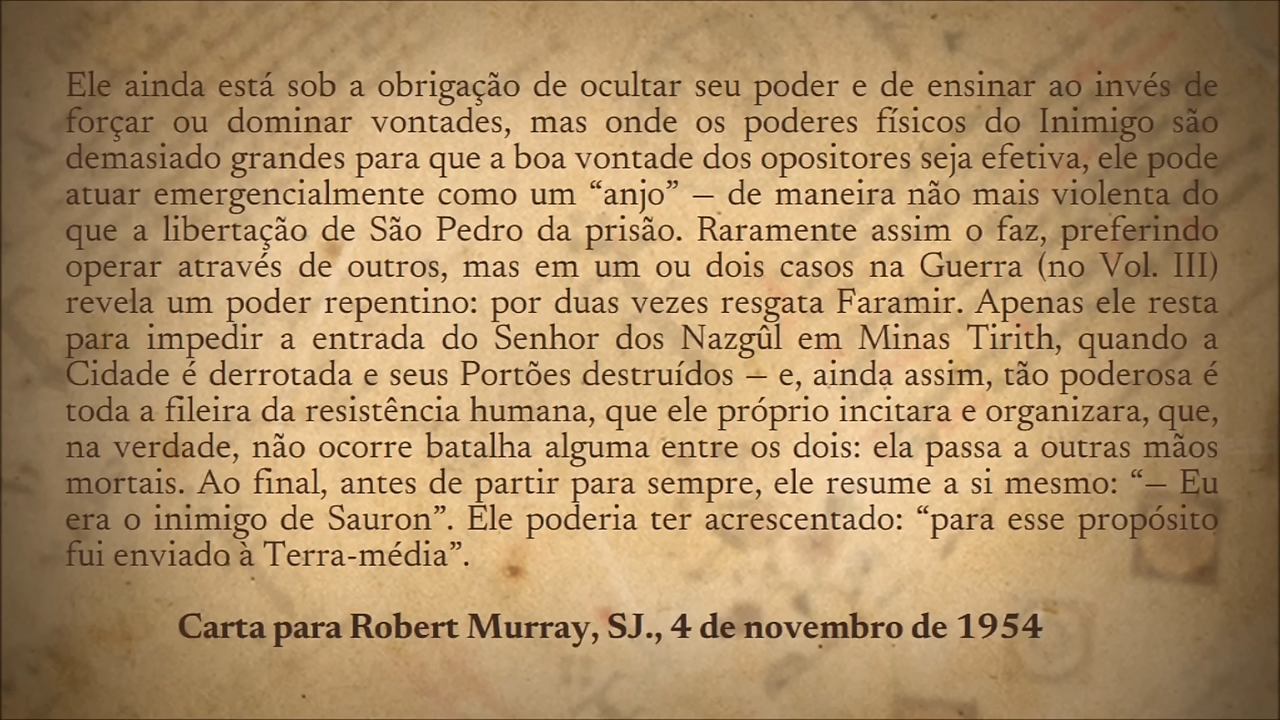 Ele ainda está sob a obrigação de ocultar seu poder e de ensinar ao invés de
forçar ou dominar vontades, mas onde os poderes físicos do Inimigo são
demasiado grandes para que a boa vontade dos opositores seja efetiva, ele pode
atuar emergencialmente como um “anjo” – de maneira não mais violenta do
que a libertação de São Pedro da prisão. Raramente assim o faz, preferindo
operar através de outros, mas em um ou dois casos na Guerra (no Vol. III)
revela um poder repentino: por duas vezes resgata Faramir. Apenas ele resta
para impedir a entrada do Senhor dos Nazgûl em Minas Tirith, quando a
Cidade é derrotada e seus Portões destruídos – e, ainda assim, tão poderosa é
toda a fileira da resistência humana, que ele próprio incitara e organizara, que,
na verdade, não ocorre batalha alguma entre os dois: ela passa a outras mãos
mortais. Ao final, antes de partir para sempre, ele resume a si mesmo: “– Eu
era o inimigo de Sauron”. Ele poderia ter acrescentado: “para esse propósito
fui enviado à Terra-média”.
Carta para Robert Murray, SJ., 4 de novembro de 1954